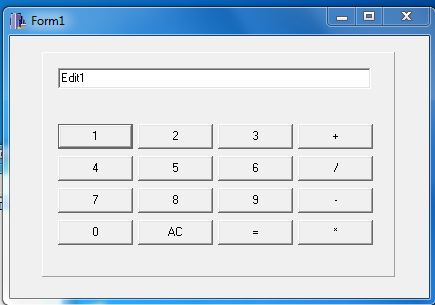 Form1
Edit1
1 2 3 +
4 5 6 /
7 8 9 -
0 AC = *